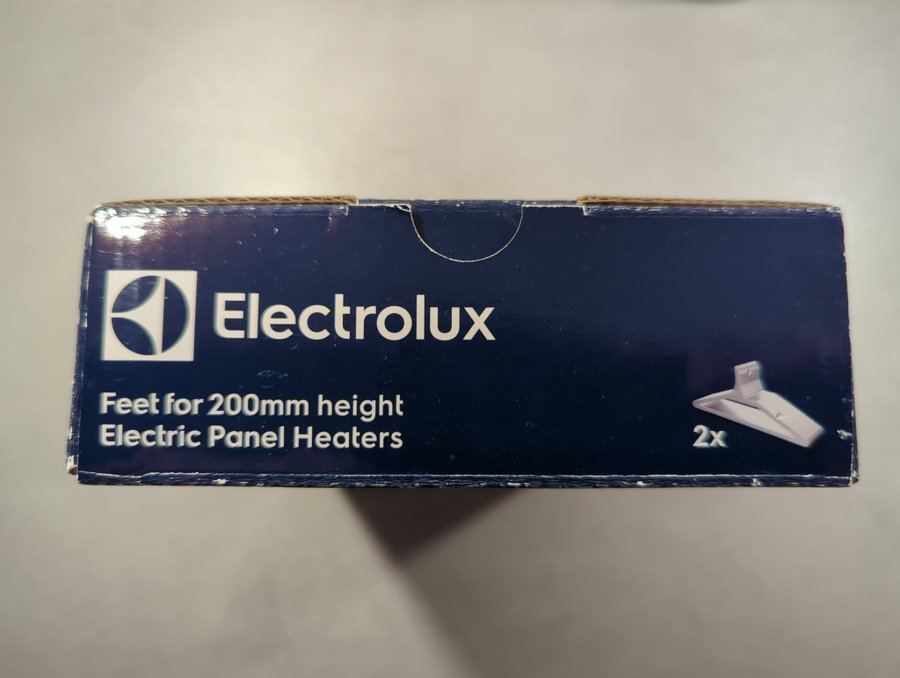 Electrolux
Feet for 200mm height
Electric Panel Heaters
2x